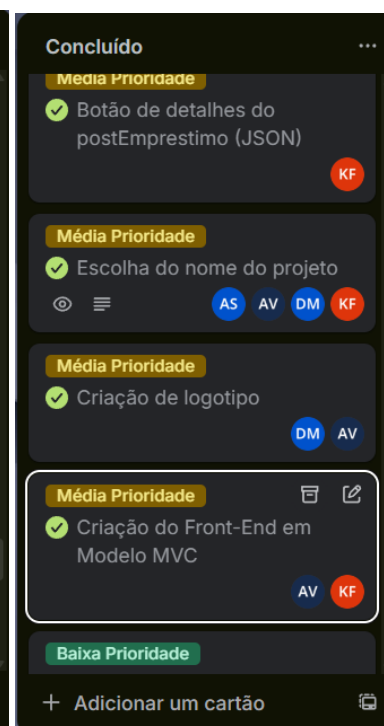 Concluído
Média Prioridade
Botão de detalhes do
postEmprestimo (JSON)
KF
Média Prioridade
Escolha do nome do projeto
AS AV DM KF
Média Prioridade
Criação de logotipo
DM AV
Média Prioridade
Criação do Front-End em
Modelo MVC
AV KF
Baixa Prioridade
+ Adicionar um cartão